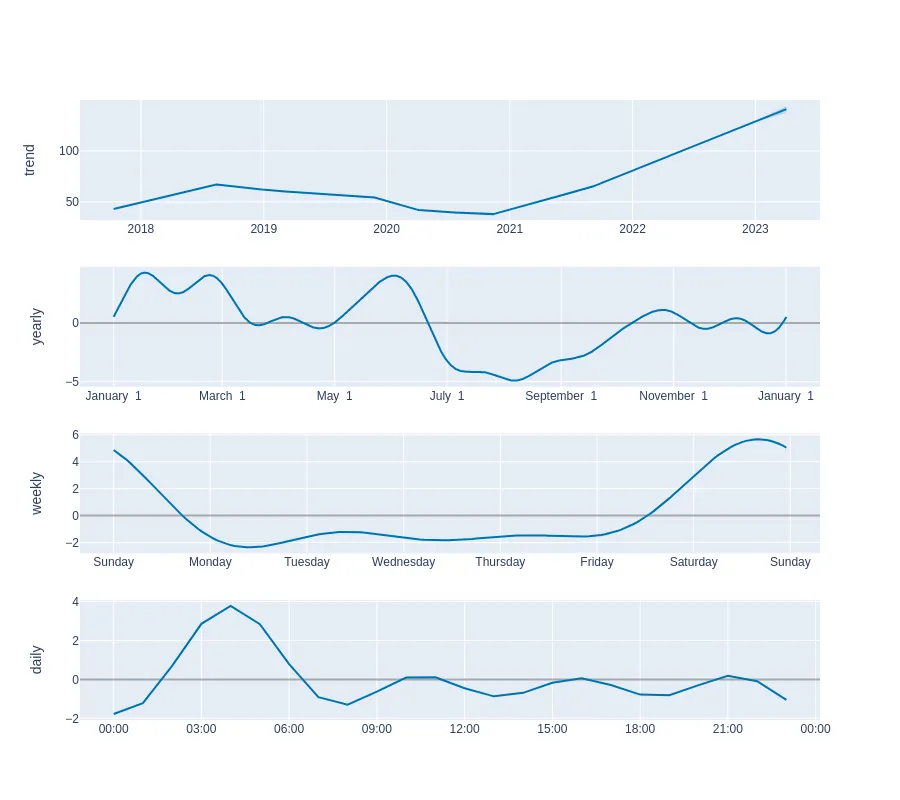 trend
100
50
2018 2019 2020 2021 2022 2023
yearly
0
−5
January 1 March 1 May 1 July 1 September 1 November 1 January 1
weekly
6
4
2
0
−2
Sunday Monday Tuesday Wednesday Thursday Friday Saturday Sunday
daily
4
2
0
−2
00:00 03:00 06:00 09:00 12:00 15:00 18:00 21:00 00:00